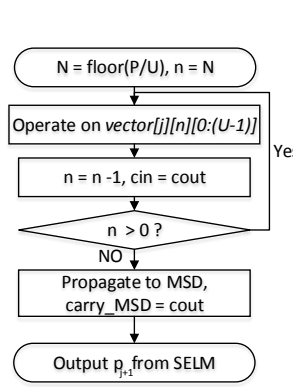 N = floor(P/U), n = N
Operate on vector[j][n][0:(U-1)]
Yes
n = n -1, cin = cout
n > 0 ?
NO
Propagate to MSD,
carry_MSD = cout
Output p_j+1 from SELM